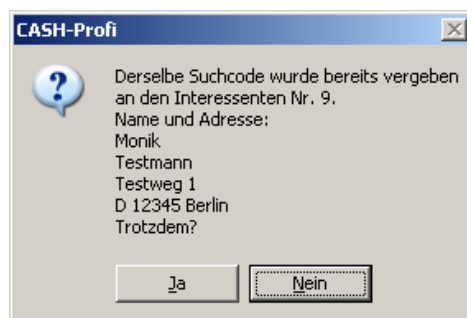 CASH-Profi
Derselbe Suchcode wurde bereits vergeben
an den Interessenten Nr. 9.
Name und Adresse:
Monik
Testmann
Testweg 1
D 12345 Berlin
Trotzdem?
Ja
Nein